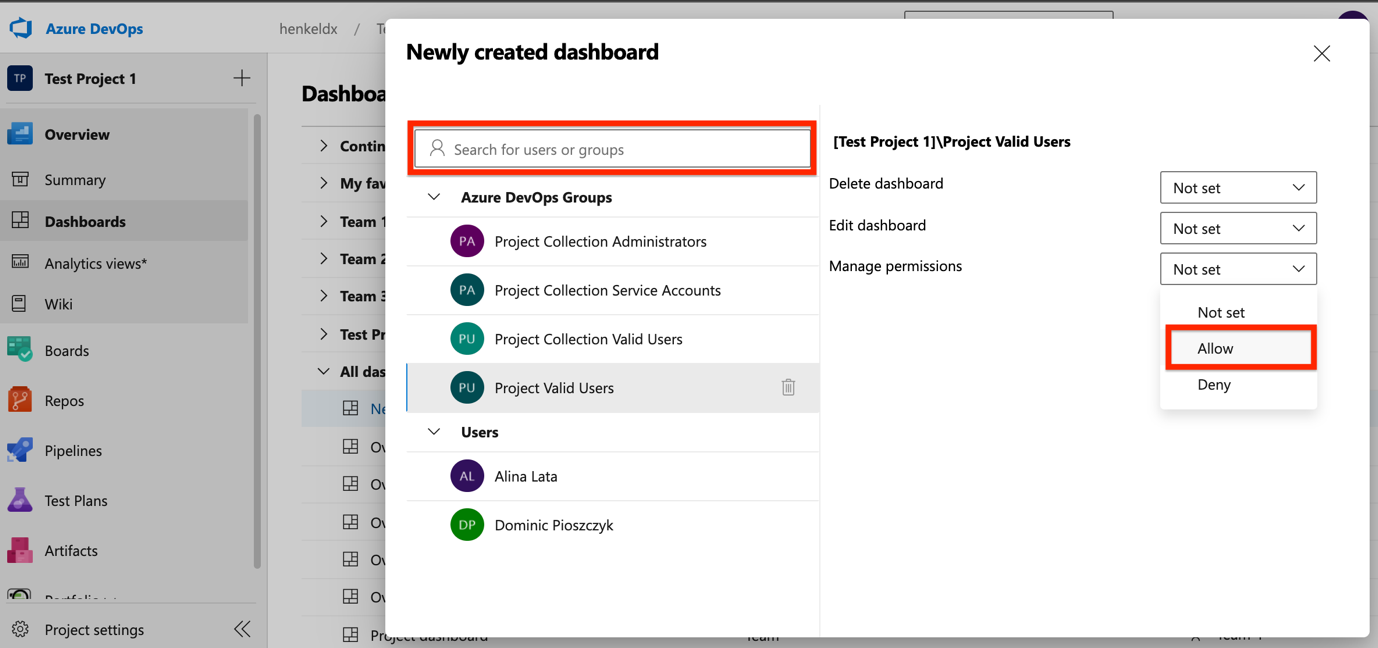 Azure DevOps
henkeldx /
TP Test Project 1
Overview
Summary
Dashboards
Analytics views*
Wiki
Boards
Repos
Pipelines
Test Plans
Artifacts
Project settings
Dashboa
Contin
My fav
Team 1
Team 2
Team 3
Test Pr
All das
Ne
Ov
Ov
Ov
Ov
Ov
Project dashboard
Team
Newly created dashboard
Search for users or groups
Azure DevOps Groups
PA Project Collection Administrators
PA Project Collection Service Accounts
PU Project Collection Valid Users
PU Project Valid Users
Users
AL Alina Lata
DP Dominic Pioszczyk
[Test Project 1]\Project Valid Users
Delete dashboard Not set
Edit dashboard Not set
Manage permissions Not set
Not set
Allow
Deny